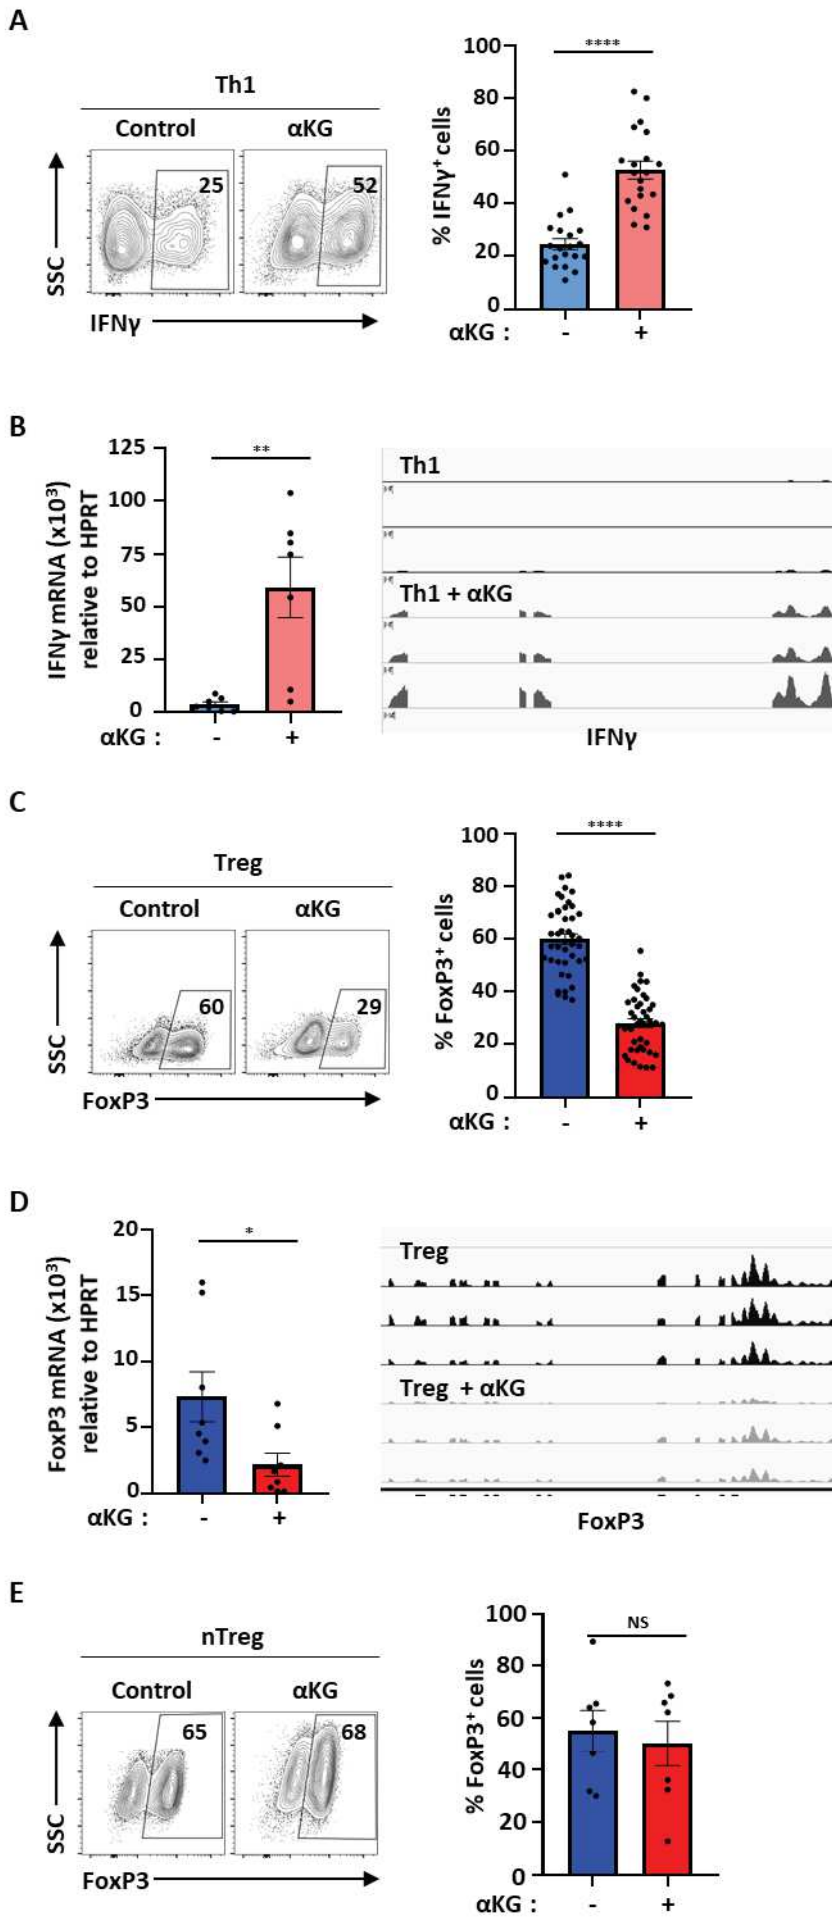 A
Th1
Control αKG
25 52
SSC
IFNγ
****
100
80
60
40
20
0
% IFNγ⁺ cells
αKG : - +
B
**
125
100
75
50
25
0
IFNγ mRNA (x10³)
relative to HPRT
αKG : - +
Th1
Th1 + αKG
IFNγ
C
Treg
Control αKG
60 29
SSC
FoxP3
****
100
80
60
40
20
0
% FoxP3⁺ cells
αKG : - +
D
*
20
15
10
5
0
FoxP3 mRNA (x10³)
relative to HPRT
αKG : - +
Treg
Treg + αKG
FoxP3
E
nTreg
Control αKG
65 68
SSC
FoxP3
NS
100
80
60
40
20
0
% FoxP3⁺ cells
αKG : - +